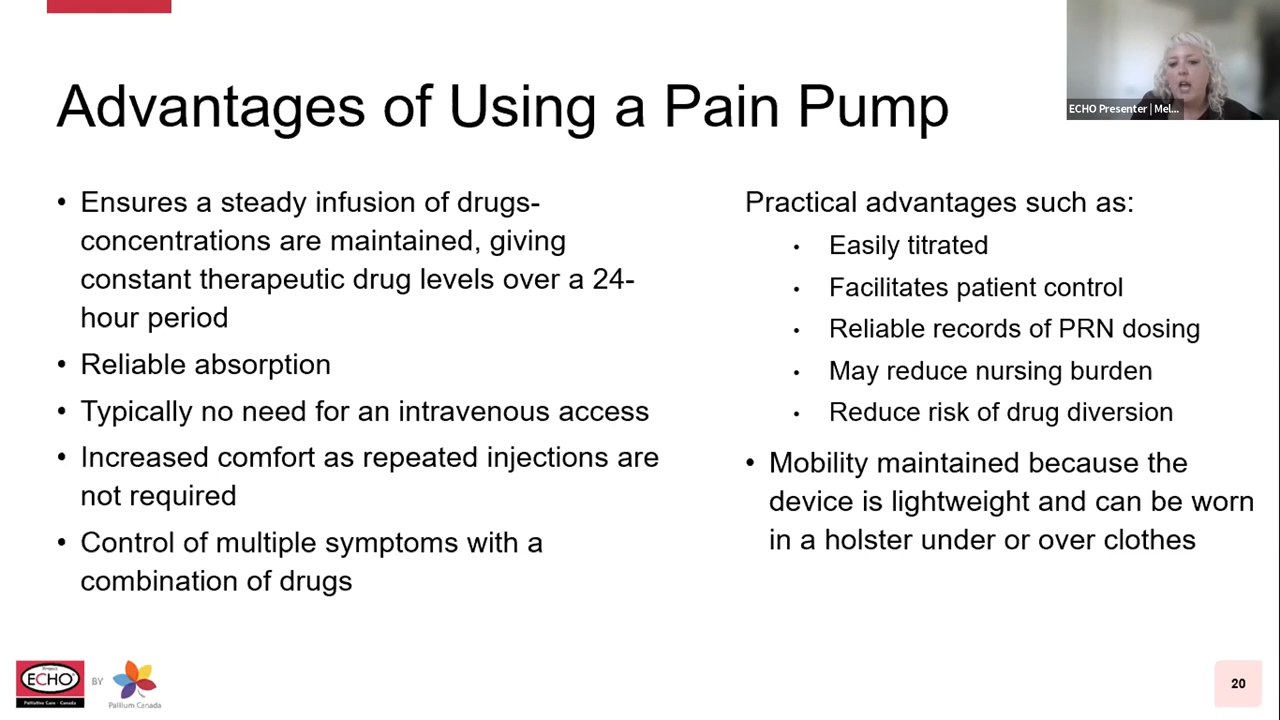 Advantages of Using a Pain Pump
ECHO Presenter | Mel...
• Ensures a steady infusion of drugs-
concentrations are maintained, giving
constant therapeutic drug levels over a 24-
hour period
• Reliable absorption
• Typically no need for an intravenous access
• Increased comfort as repeated injections are
not required
• Control of multiple symptoms with a
combination of drugs
Practical advantages such as:
• Easily titrated
• Facilitates patient control
• Reliable records of PRN dosing
• May reduce nursing burden
• Reduce risk of drug diversion
• Mobility maintained because the
device is lightweight and can be worn
in a holster under or over clothes
Project
ECHO
Palliative Care - Canada
BY
Pallium Canada
20